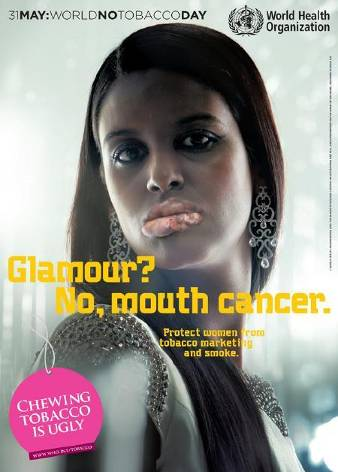 31MAY:WORLDNOTOBACCODAY
World Health
Organization
Glamour?
No, mouth cancer.
Protect women from
tobacco marketing
and smoke.
CHEWING
TOBACCO
IS UGLY